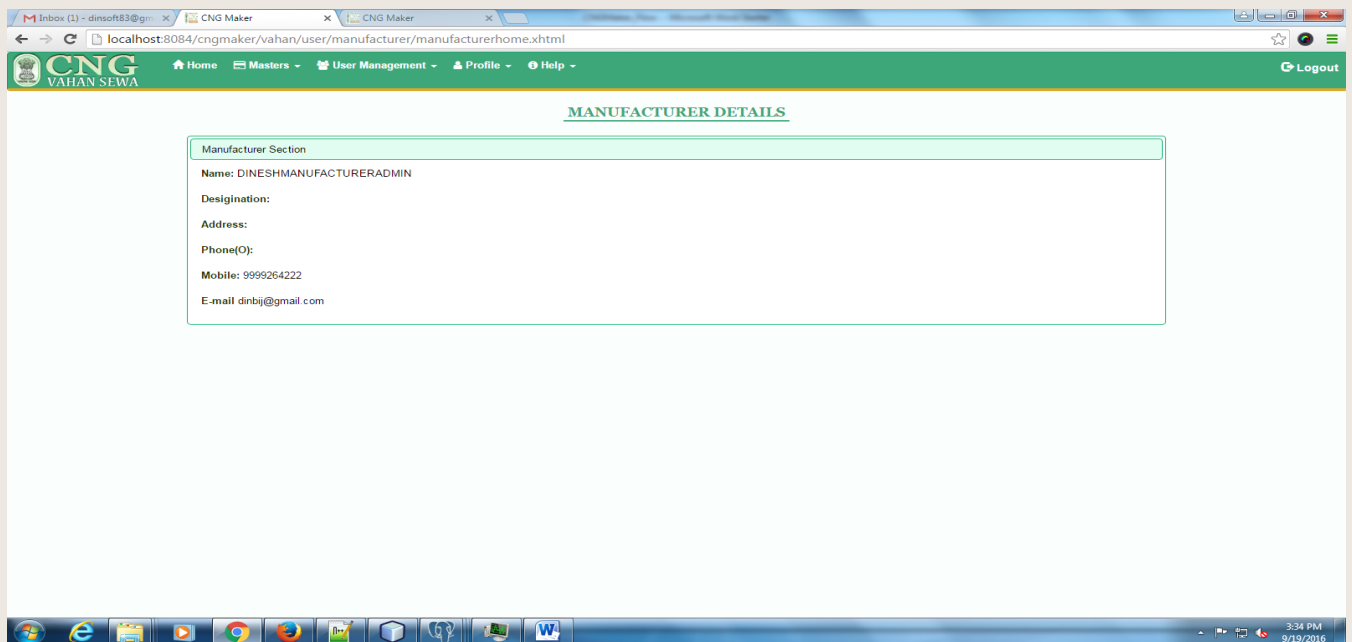 Inbox (1) - dinsoft83@gm CNG Maker CNG Maker
localhost:8084/cngmaker/vahan/user/manufacturer/manufacturerhome.xhtml
CNG
VAHAN SEWA
Home Masters User Management Profile Help Logout
MANUFACTURER DETAILS
Manufacturer Section
Name: DINESHMANUFACTURERADMIN
Desigination:
Address:
Phone(O):
Mobile: 9999264222
E-mail dinbij@gmail.com
3:34 PM
9/19/2016